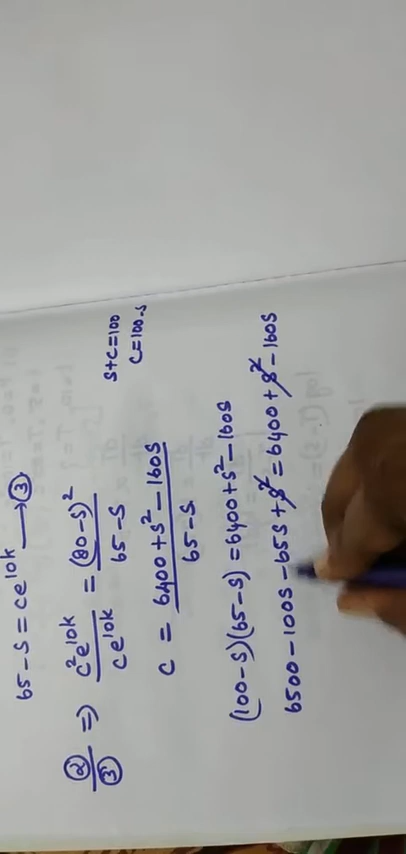 65-S = ce^10k → ③
②/③ ⇒ c²e^10k/ce^10k = (80-S)²/65-S
S+C=100
C=100-S
C = 6400+S²-160S/65-S
(100-S)(65-S) = 6400+S²-160S
6500-100S-65S+S² = 6400+S²-160S